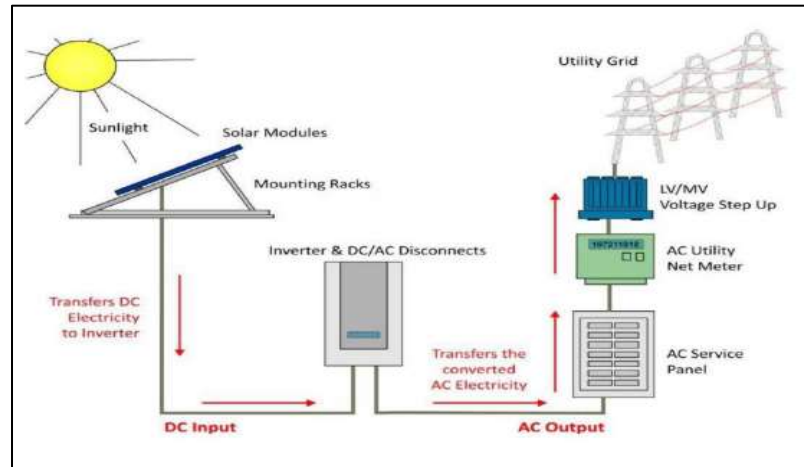 Utility Grid
Sunlight
Solar Modules
Mounting Racks
LV/MV
Voltage Step Up
Inverter & DC/AC Disconnects
AC Utility
Net Meter
Transfers DC
Electricity
to Inverter
Transfers the
converted
AC Electricity
AC Service
Panel
DC Input
AC Output